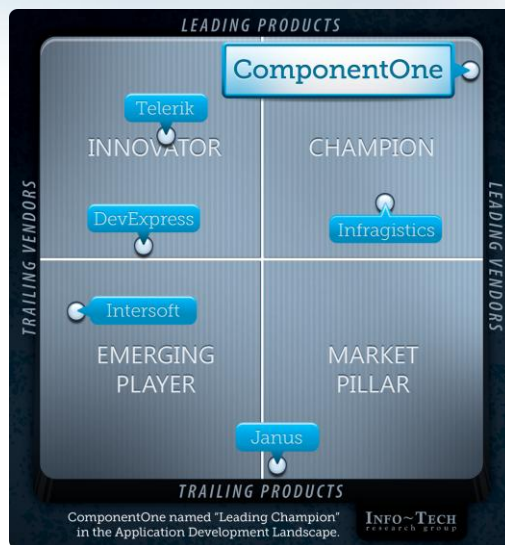 LEADING PRODUCTS
ComponentOne
Telerik
INNOVATOR
CHAMPION
TRAILING VENDORS
LEADING VENDORS
DevExpress
Infragistics
Intersoft
EMERGING
PLAYER
MARKET
PILLAR
Janus
TRAILING PRODUCTS
ComponentOne named "Leading Champion"
in the Application Development Landscape.
INFO~TECH
research group